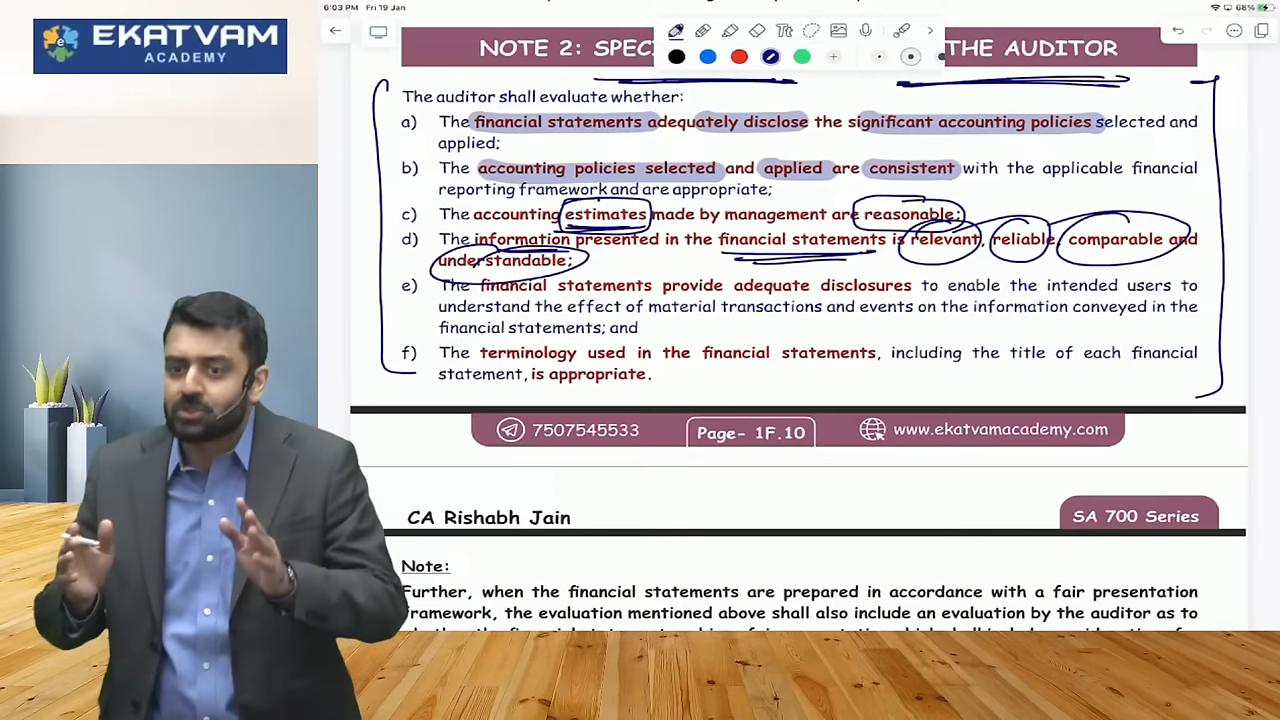 EKATVAM
ACADEMY
6:03 PM Fri 19 Jan
68%
NOTE 2: THE AUDITOR
The auditor shall evaluate whether:
a) The financial statements adequately disclose the significant accounting policies selected and
applied;
b) The accounting policies selected and applied are consistent with the applicable financial
reporting framework and are appropriate;
c) The accounting estimates made by management are reasonable;
d) The information presented in the financial statements is relevant, reliable, comparable and
understandable;
e) The financial statements provide adequate disclosures to enable the intended users to
understand the effect of material transactions and events on the information conveyed in the
financial statements; and
f) The terminology used in the financial statements, including the title of each financial
statement, is appropriate.
7507545533
Page- 1F.10
www.ekatvamacademy.com
CA Rishabh Jain
SA 700 Series
Note:
Further, when the financial statements are prepared in accordance with a fair presentation
framework, the evaluation mentioned above shall also include an evaluation by the auditor as to